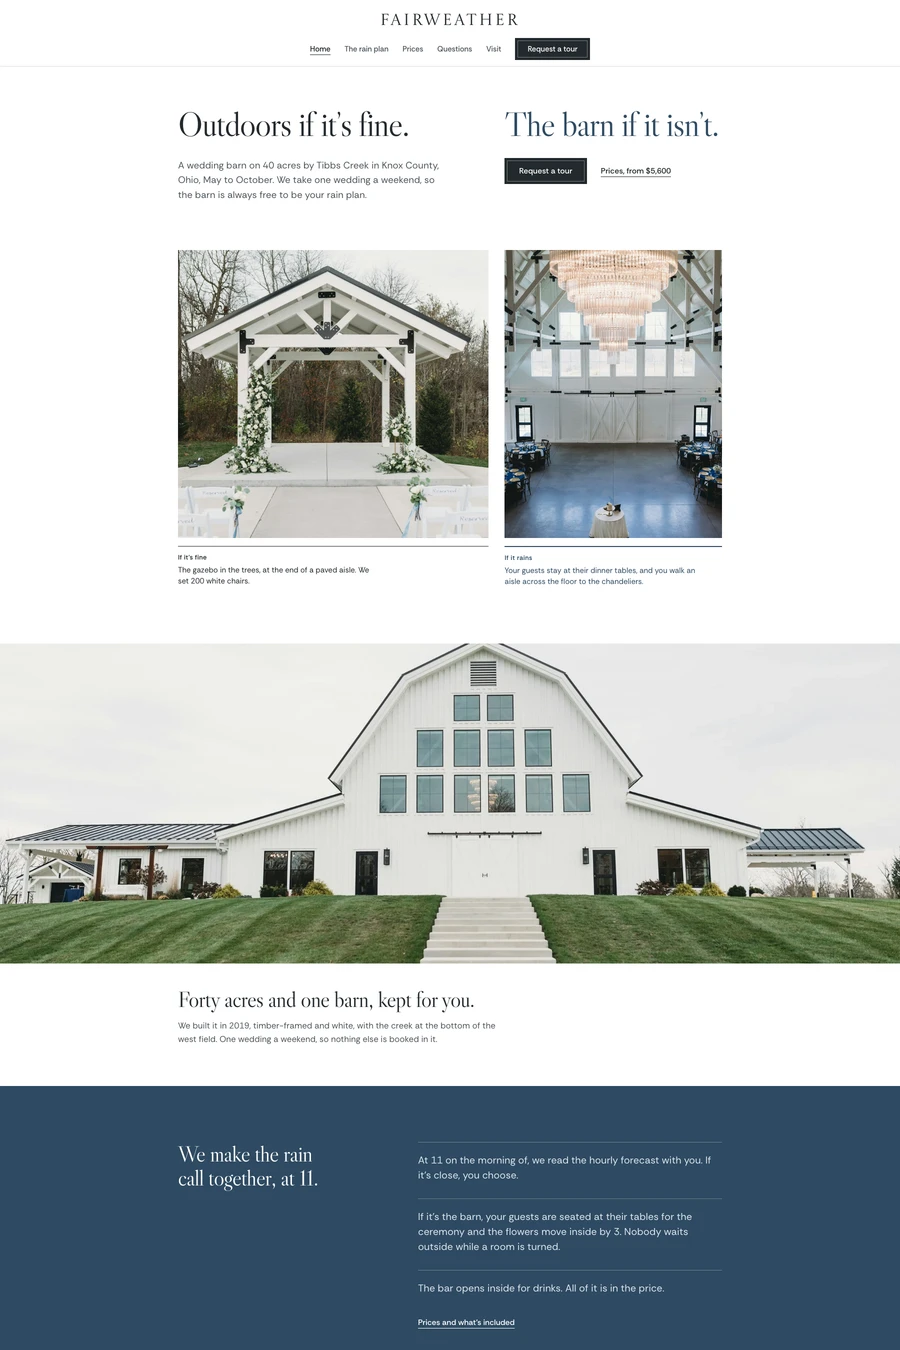 FAIRWEATHER
Home
The rain plan
Prices
Questions
Visit
Request a tour
Outdoors if it's fine.
A wedding barn on 40 acres by Tibbs Creek in Knox County,
Ohio, May to October. We take one wedding a weekend, so
the barn is always free to be your rain plan.
The barn if it isn't.
Request a tour
Prices, from $5,600
Reserved
Reserved
Reserved
If it's fine
The gazebo in the trees, at the end of a paved aisle. We
set 200 white chairs.
If it rains
Your guests stay at their dinner tables, and you walk an
aisle across the floor to the chandeliers.
Forty acres and one barn, kept for you.
We built it in 2019, timber-framed and white, with the creek at the bottom of the
west field. One wedding a weekend, so nothing else is booked in it.
We make the rain
call together, at 11.
At 11 on the morning of, we read the hourly forecast with you. If
it's close, you choose.
If it's the barn, your guests are seated at their tables for the
ceremony and the flowers move inside by 3. Nobody waits
outside while a room is turned.
The bar opens inside for drinks. All of it is in the price.
Prices and what's included